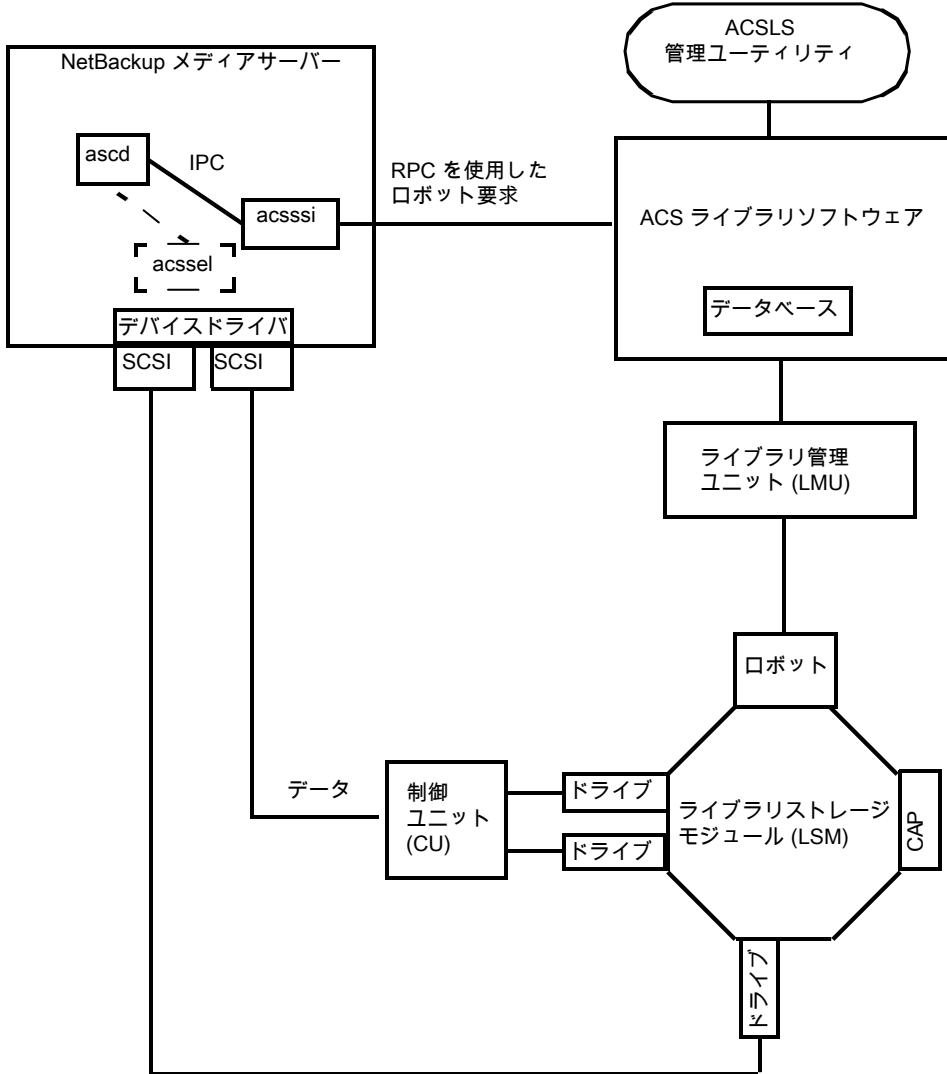 ACSLS
管理ユーティリティ
NetBackup メディアサーバー
ascd
IPC
acsssi
acssel
RPC を使用した
ロボット要求
ACS ライブラリソフトウェア
データベース
デバイスドライバ
SCSI
SCSI
ライブラリ管理
ユニット (LMU)
ロボット
データ
制御
ユニット
(CU)
ドライブ
ドライブ
ライブラリストレージ
モジュール (LSM)
CAP
ドライブ